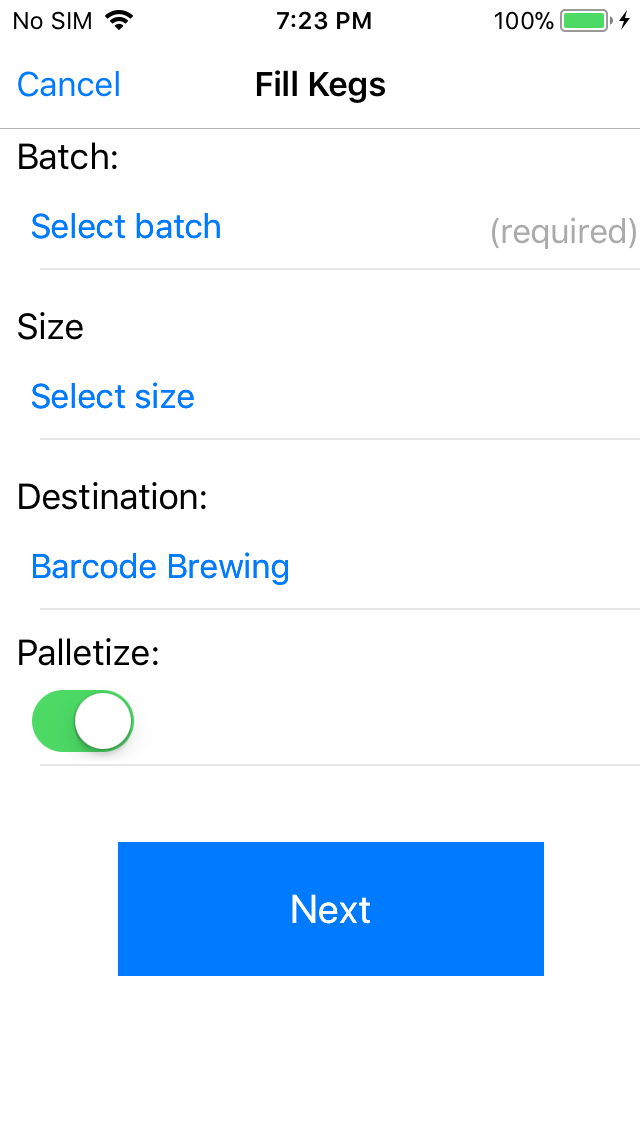 No SIM 7:23 PM 100%
Cancel Fill Kegs
Batch:
Select batch (required)
Size
Select size
Destination:
Barcode Brewing
Palletize:
Next